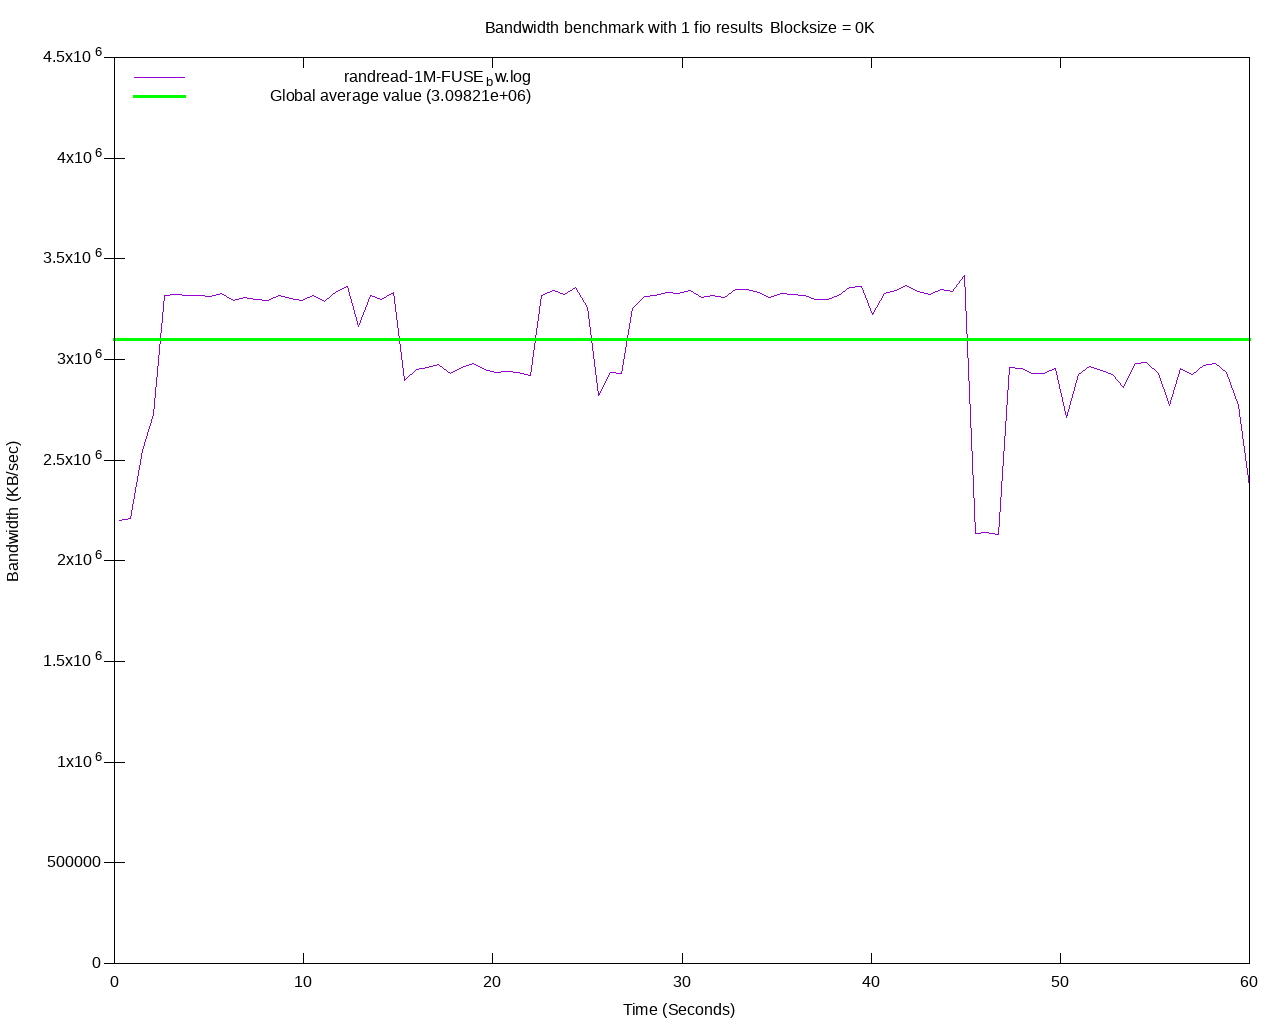 Bandwidth benchmark with 1 fio results Blocksize = 0K
randread-1M-FUSE_bw.log
Global average value (3.09821e+06)
4.5x10^6
4x10^6
3.5x10^6
3x10^6
2.5x10^6
2x10^6
1.5x10^6
1x10^6
500000
0
Bandwidth (KB/sec)
0 10 20 30 40 50 60
Time (Seconds)